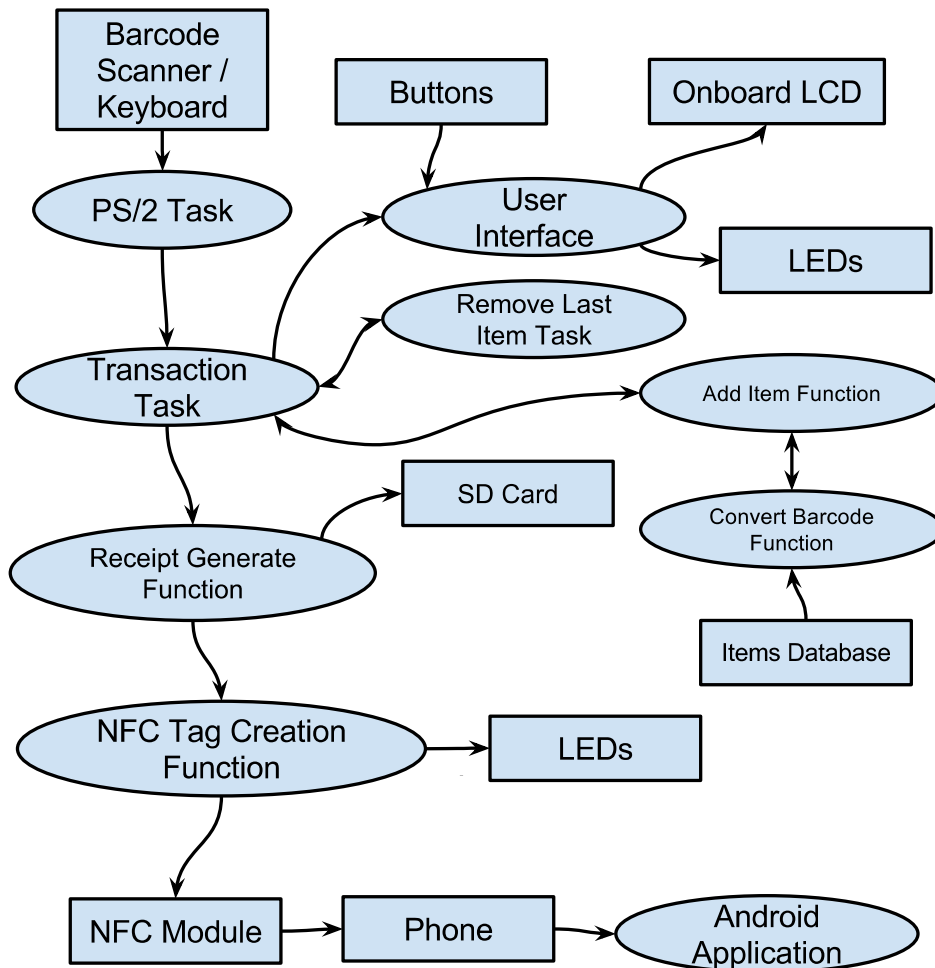 Barcode
Scanner /
Keyboard
Buttons
Onboard LCD
PS/2 Task
User
Interface
LEDs
Remove Last
Item Task
Transaction
Task
Add Item Function
SD Card
Convert Barcode
Function
Receipt Generate
Function
Items Database
NFC Tag Creation
Function
LEDs
NFC Module
Phone
Android
Application